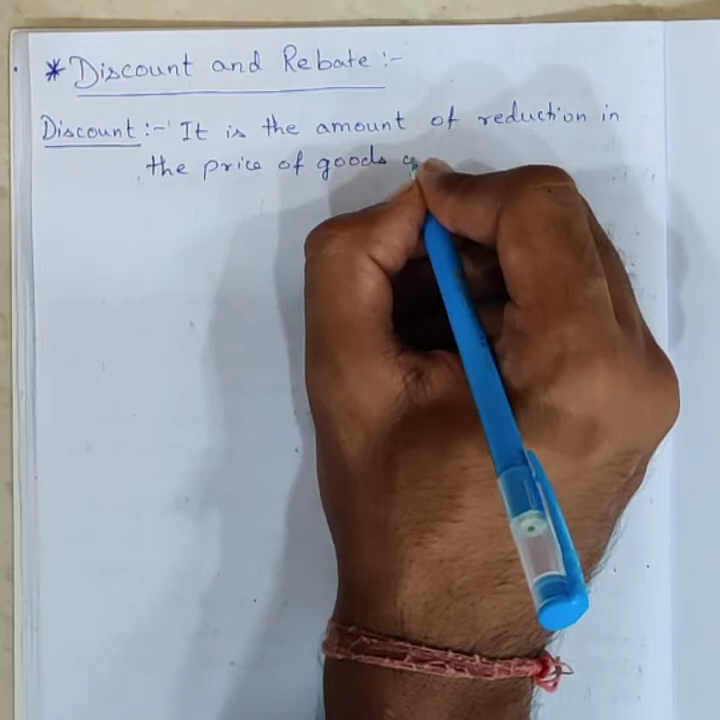 * Discount and Rebate :-
Discount :- It is the amount of reduction in
the price of goods